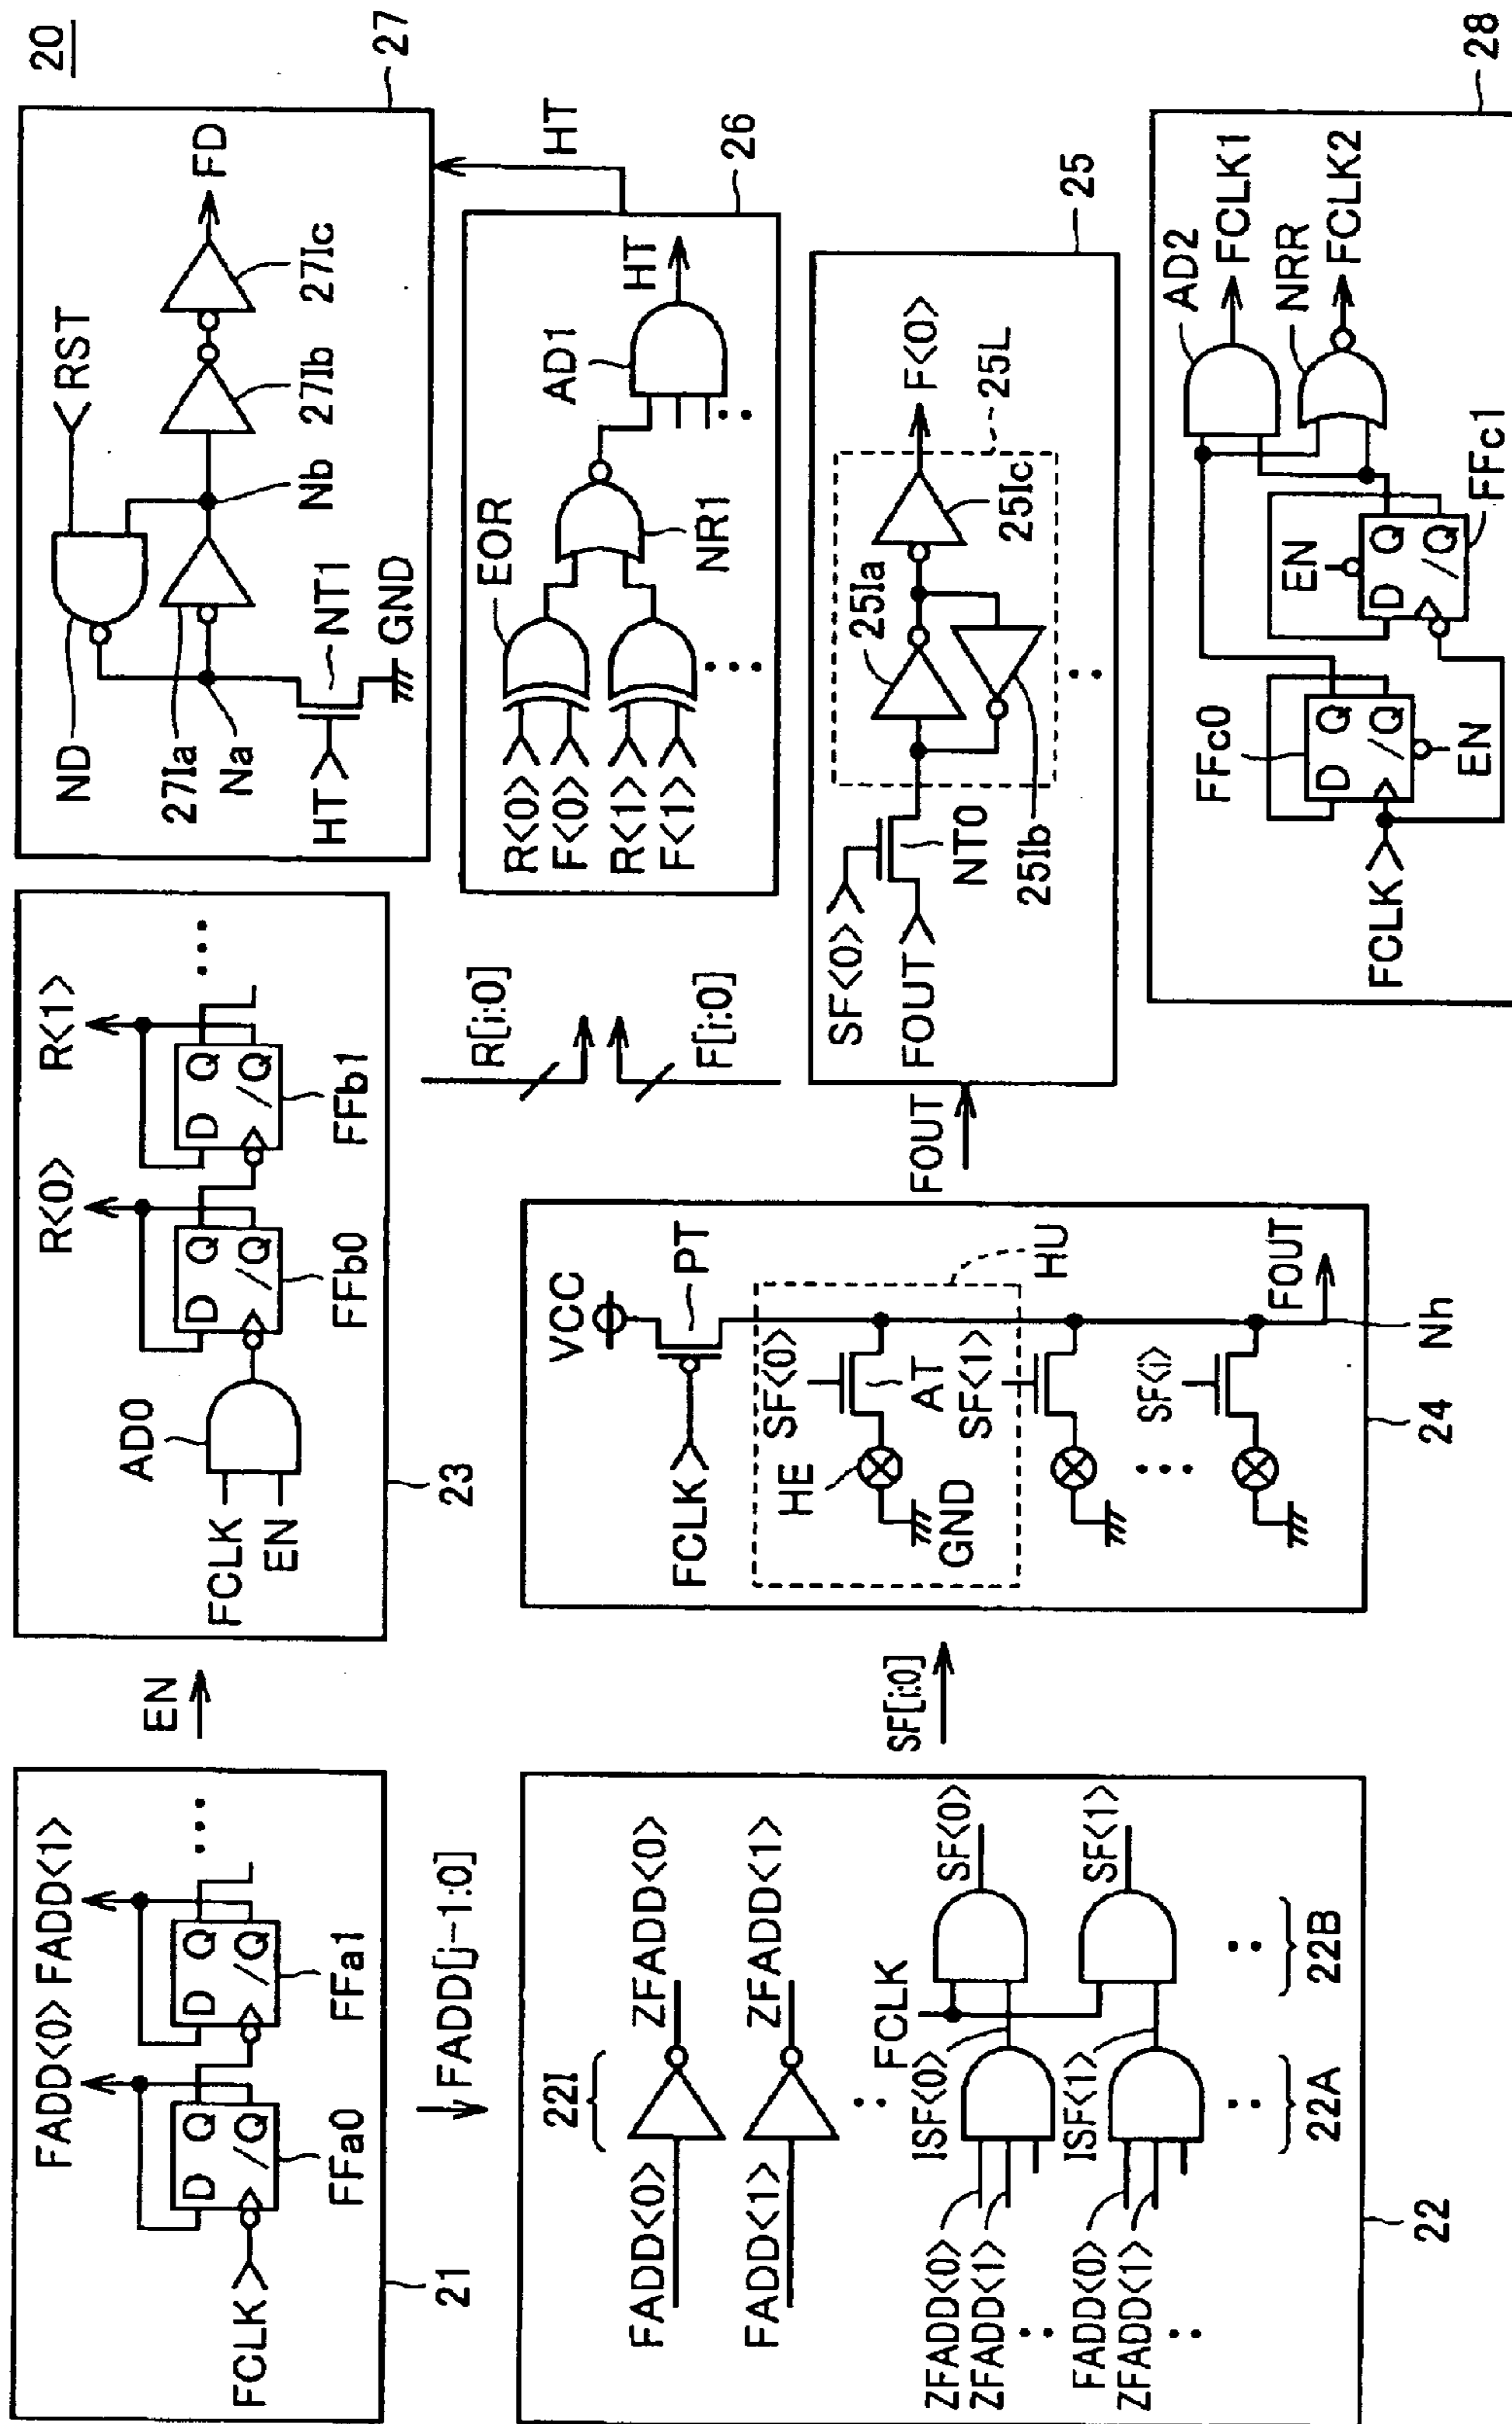 20
FADD<0> FADD<1>
FCLK
D Q
/Q
D Q
/Q
FFa0
FFa1
21
EN
R<0>
R<1>
AD0
FCLK
EN
D Q
/Q
D Q
/Q
FFb0
FFb1
23
ND
RST
FD
27Ia
27Ib
27Ic
Na
Nb
HT
NT1
GND
27
HT
FADD[j-1:0]
R[i:0]
F[i:0]
EOR
AD1
HT
R<0>
F<0>
R<1>
F<1>
NR1
26
22I
FADD<0>
ZFADD<0>
FADD<1>
ZFADD<1>
FCLK
ISF<0>
SF<0>
ZFADD<0>
ZFADD<1>
ISF<1>
SF<1>
FADD<0>
ZFADD<1>
22A
22B
22
SF[i:0]
VCC
FCLK
PT
SF<0>
HE
AT
GND
HU
SF<1>
SF<i>
FOUT
Nh
24
FOUT
SF<0>
FOUT
NT0
25Ia
25Ib
25Ic
F<0>
25L
25
FFc0
FCLK
D Q
/Q
EN
EN
D Q
/Q
FFc1
AD2
FCLK1
NRR
FCLK2
28